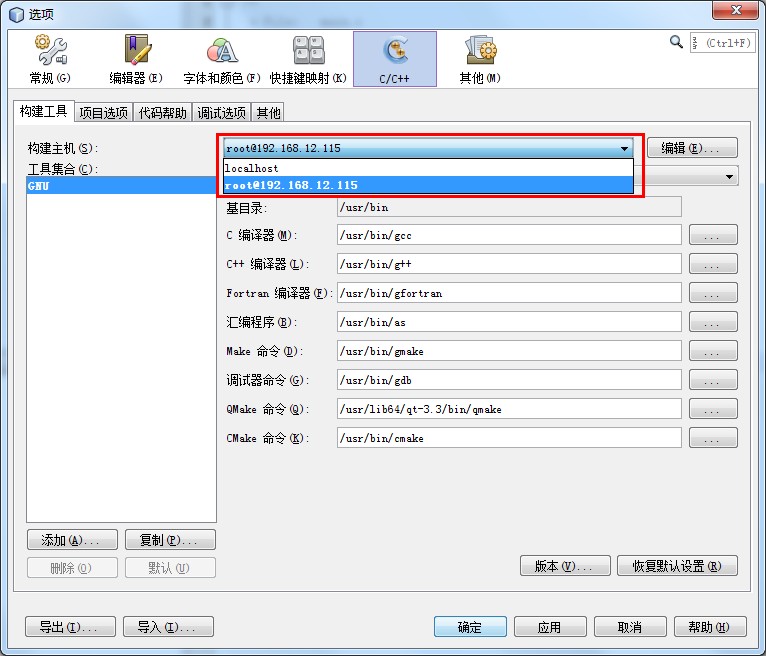 选项
常规(G) 编辑器(E) 字体和颜色(F) 快捷键映射(K) C/C++ 其他(M) (Ctrl+F)
构建工具 项目选项 代码帮助 调试选项 其他
构建主机(S): root@192.168.12.115 编辑(E)...
localhost
工具集合(C):
root@192.168.12.115
GNU
基目录: /usr/bin
C 编译器(M): /usr/bin/gcc ...
C++ 编译器(L): /usr/bin/g++ ...
Fortran 编译器(F): /usr/bin/gfortran ...
汇编程序(B): /usr/bin/as ...
Make 命令(D): /usr/bin/gmake ...
调试器命令(G): /usr/bin/gdb ...
QMake 命令(Q): /usr/lib64/qt-3.3/bin/qmake ...
CMake 命令(K): /usr/bin/cmake ...
添加(A)... 复制(P)...
删除(O) 默认(U) 版本(V)... 恢复默认设置(R)
导出(I)... 导入(I)... 确定 应用 取消 帮助(H)